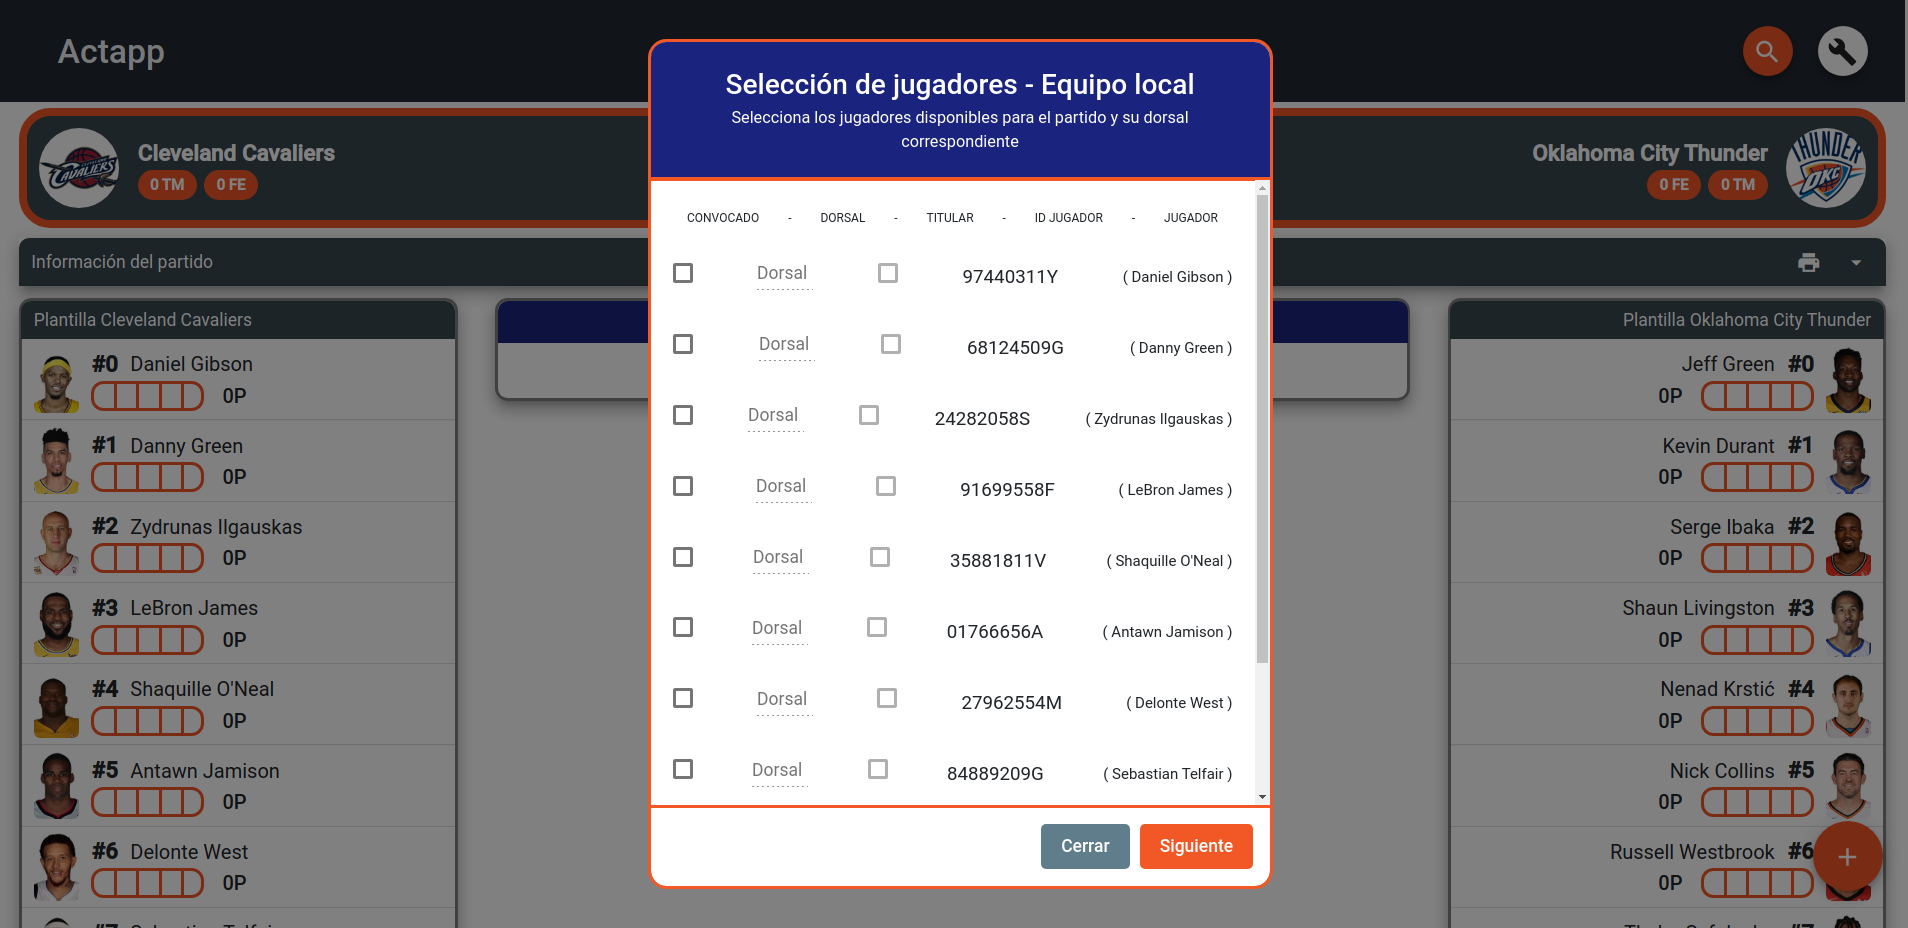 Actapp
Cleveland Cavaliers
0 TM 0 FE
CAVALIERS
Oklahoma City Thunder
0 FE 0 TM
THUNDER
OKC
Información del partido
Plantilla Cleveland Cavaliers
#0 Daniel Gibson
0P
#1 Danny Green
0P
#2 Zydrunas Ilgauskas
0P
#3 LeBron James
0P
#4 Shaquille O'Neal
0P
#5 Antawn Jamison
0P
#6 Delonte West
0P
Selección de jugadores - Equipo local
Selecciona los jugadores disponibles para el partido y su dorsal
correspondiente
CONVOCADO - DORSAL - TITULAR - ID JUGADOR - JUGADOR
Dorsal 97440311Y ( Daniel Gibson )
Dorsal 68124509G ( Danny Green )
Dorsal 24282058S ( Zydrunas Ilgauskas )
Dorsal 91699558F ( LeBron James )
Dorsal 35881811V ( Shaquille O'Neal )
Dorsal 01766656A ( Antawn Jamison )
Dorsal 27962554M ( Delonte West )
Dorsal 84889209G ( Sebastian Telfair )
Cerrar Siguiente
Plantilla Oklahoma City Thunder
Jeff Green #0
0P
Kevin Durant #1
0P
Serge Ibaka #2
0P
Shaun Livingston #3
0P
Nenad Krstić #4
0P
Nick Collins #5
0P
Russell Westbrook #6
0P